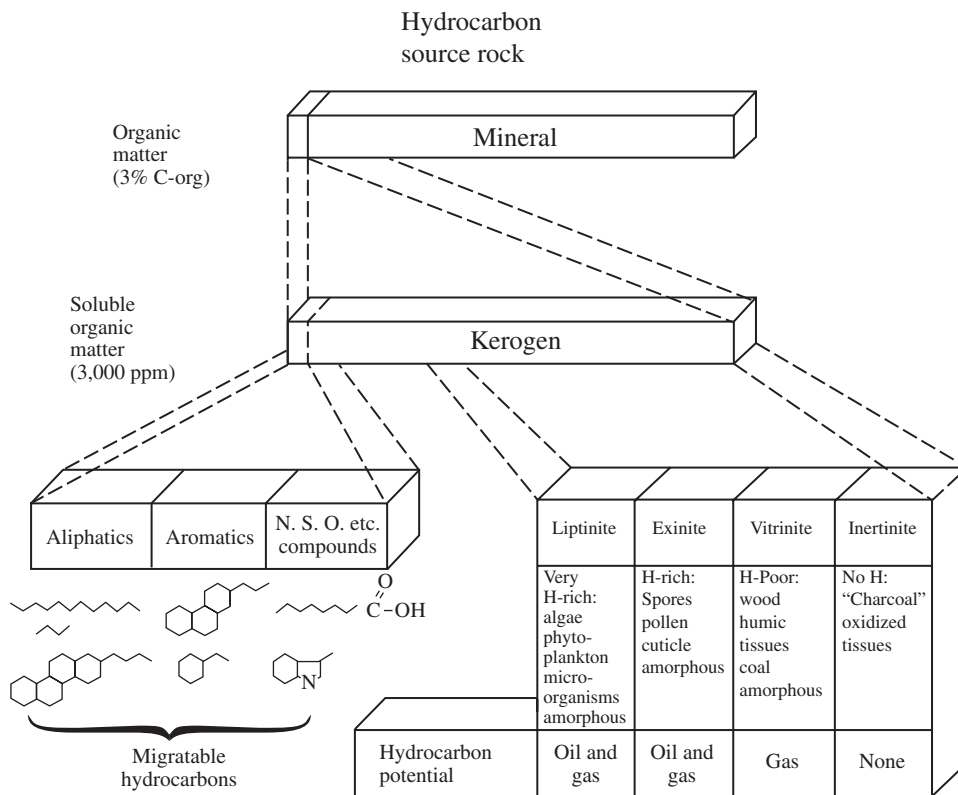 Hydrocarbon
source rock
Organic
matter
(3% C-org)
Mineral
Soluble
organic
matter
(3,000 ppm)
Kerogen
Aliphatics
Aromatics
N. S. O. etc.
compounds
O
C
OH
N
Migratable
hydrocarbons
Liptinite
Exinite
Vitrinite
Inertinite
Very
H-rich:
algae
phyto-
plankton
micro-
organisms
amorphous
H-rich:
Spores
pollen
cuticle
amorphous
H-Poor:
wood
humic
tissues
coal
amorphous
No H:
“Charcoal”
oxidized
tissues
Hydrocarbon
potential
Oil and
gas
Oil and
gas
Gas
None